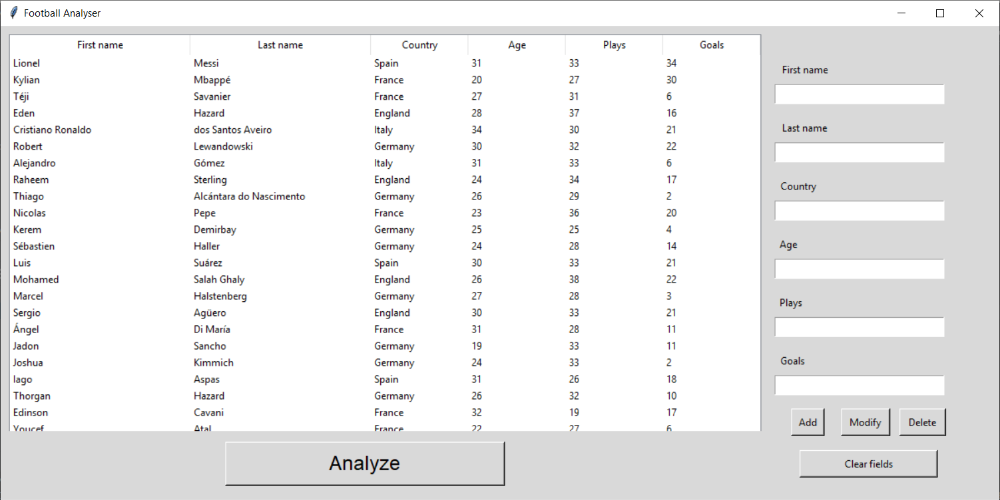 Football Analyser
First name Last name Country Age Plays Goals
Lionel Messi Spain 31 33 34
Kylian Mbappé France 20 27 30
Téji Savanier France 27 31 6
Eden Hazard England 28 37 16
Cristiano Ronaldo dos Santos Aveiro Italy 34 30 21
Robert Lewandowski Germany 30 32 22
Alejandro Gómez Italy 31 33 6
Raheem Sterling England 24 34 17
Thiago Alcántara do Nascimento Germany 26 29 2
Nicolas Pepe France 23 36 20
Kerem Demirbay Germany 25 25 4
Sébastien Haller Germany 24 28 14
Luis Suárez Spain 30 33 21
Mohamed Salah Ghaly England 26 38 22
Marcel Halstenberg Germany 27 28 3
Sergio Agüero England 30 33 21
Ángel Di María France 31 28 11
Jadon Sancho Germany 19 33 11
Joshua Kimmich Germany 24 33 2
Iago Aspas Spain 31 26 18
Thorgan Hazard Germany 26 32 10
Edinson Cavani France 32 19 17
Youcef Atal France 22 27 6
First name
Last name
Country
Age
Plays
Goals
Add Modify Delete
Clear fields
Analyze